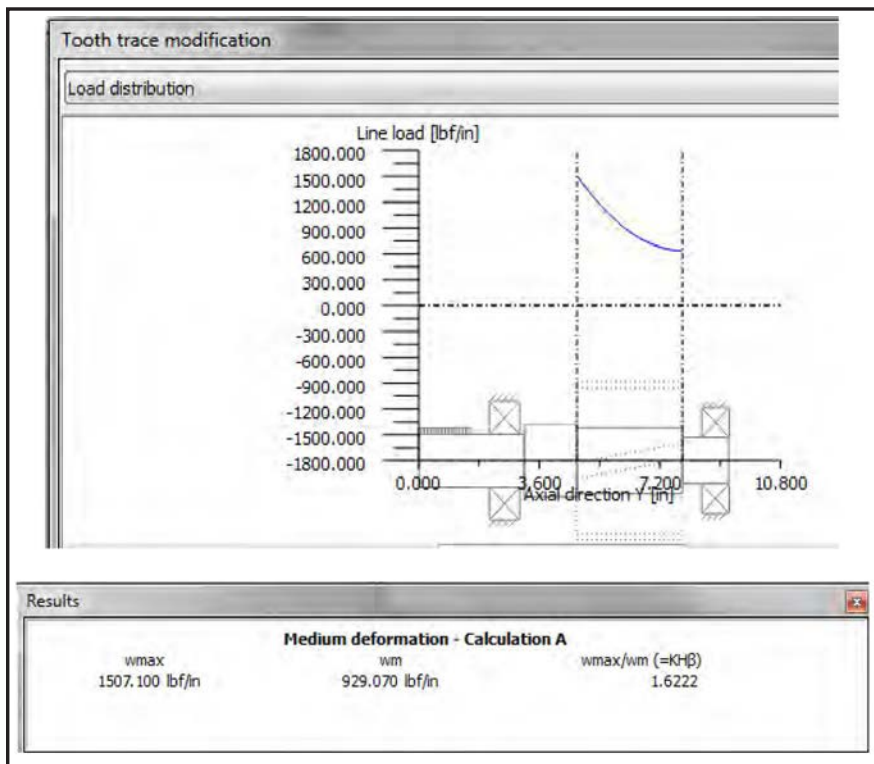 Tooth trace modification
Load distribution
Line load [lbf/in]
1800.000
1500.000
1200.000
900.000
600.000
300.000
0.000
-300.000
-600.000
-900.000
-1200.000
-1500.000
-1800.000
0.000 3.600 7.200 10.800
Axial direction Y [in]
Results
x
Medium deformation - Calculation A
wmax wm wmax/wm (=KHβ)
1507.100 lbf/in 929.070 lbf/in 1.6222